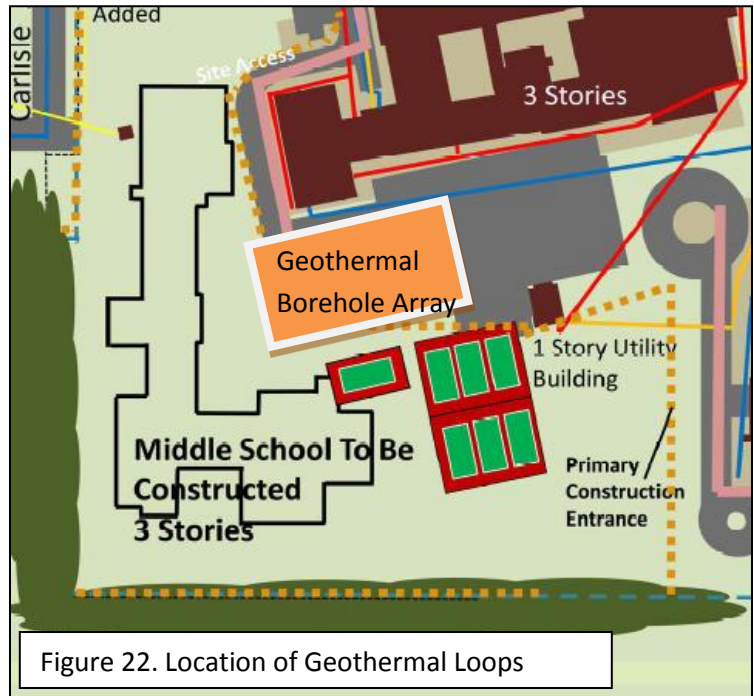 Added
Carlisle
Site Access
3 Stories
Geothermal
Borehole Array
1 Story Utility
Building
Middle School To Be
Constructed
3 Stories
Primary
Construction
Entrance
Figure 22. Location of Geothermal Loops